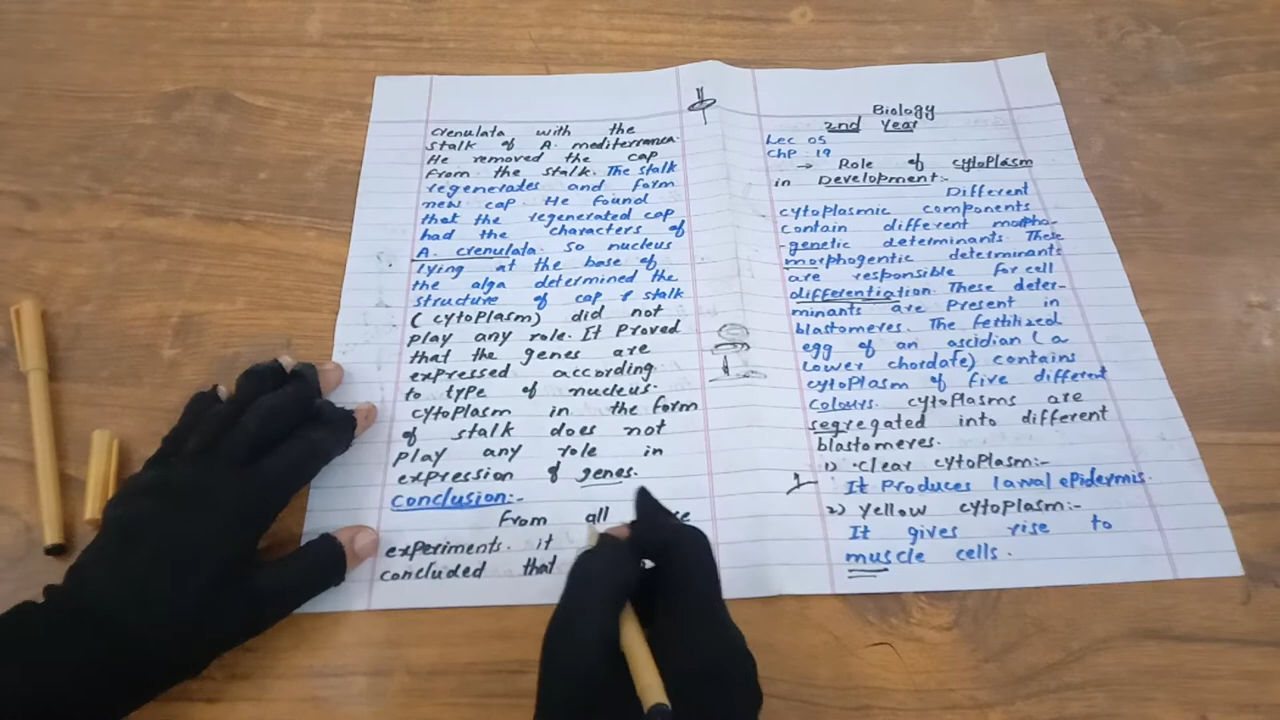 crenulata with the
stalk of A. mediterranea.
He removed the cap
from the stalk. The stalk
regenerates and form
new cap. He found
that the regenerated cap
had the characters of
A. crenulata. So nucleus
lying at the base of
the alga determined the
structure of cap & stalk
(cytoplasm) did not
play any role. It proved
that the genes are
expressed according
to type of nucleus.
cytoplasm in the form
of stalk does not
play any role in
expression of genes.
Conclusion:-
From all
experiments. it
concluded that
Biology
2nd Year
Lec 05
Chp 19
→ Role of cytoplasm
in Development:-
Different
cytoplasmic components
contain different morpho-
-genetic determinants. These
morphogentic determinants
are responsible for cell
differentiation. These deter-
minants are present in
blastomeres. The fertilized
egg of an ascidian (a
lower chordate) contains
cytoplasm of five different
colours. cytoplasms are
segregated into different
blastomeres.
1) Clear cytoplasm:-
It produces larval epidermis.
2) Yellow cytoplasm:-
It gives rise to
muscle cells.